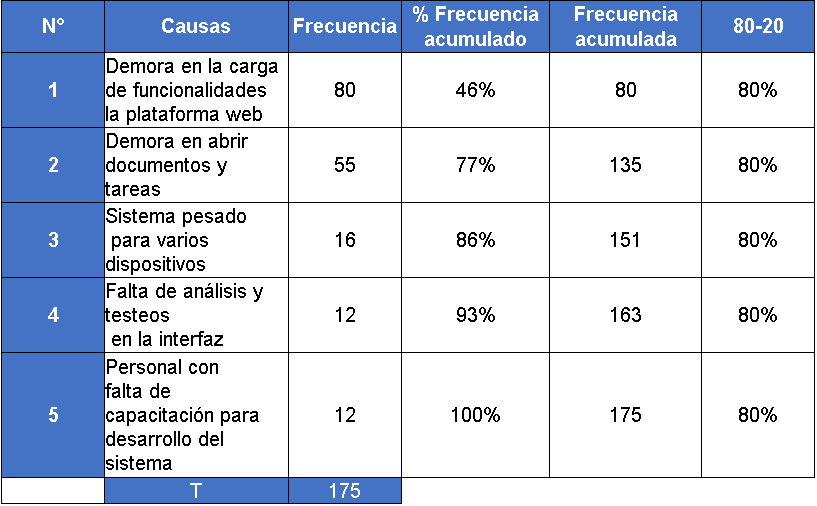 N°
Causas
Frecuencia
% Frecuencia
acumulado
Frecuencia
acumulada
80-20
1
Demora en la carga
de funcionalidades
la plataforma web
80
46%
80
80%
2
Demora en abrir
documentos y
tareas
55
77%
135
80%
3
Sistema pesado
para varios
dispositivos
16
86%
151
80%
4
Falta de análisis y
testeos
en la interfaz
12
93%
163
80%
5
Personal con
falta de
capacitación para
desarrollo del
sistema
12
100%
175
80%
T
175